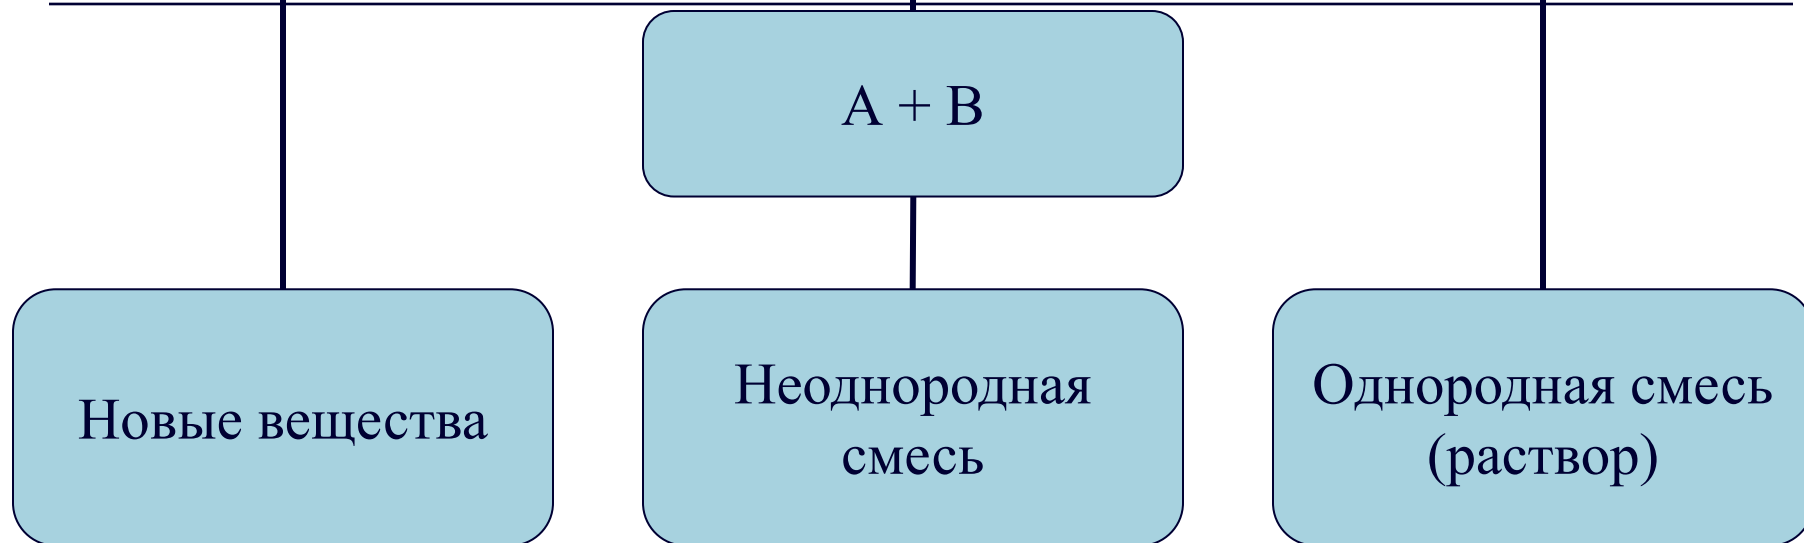 А + В
Новые вещества
Неоднородная
смесь
Однородная смесь
(раствор)